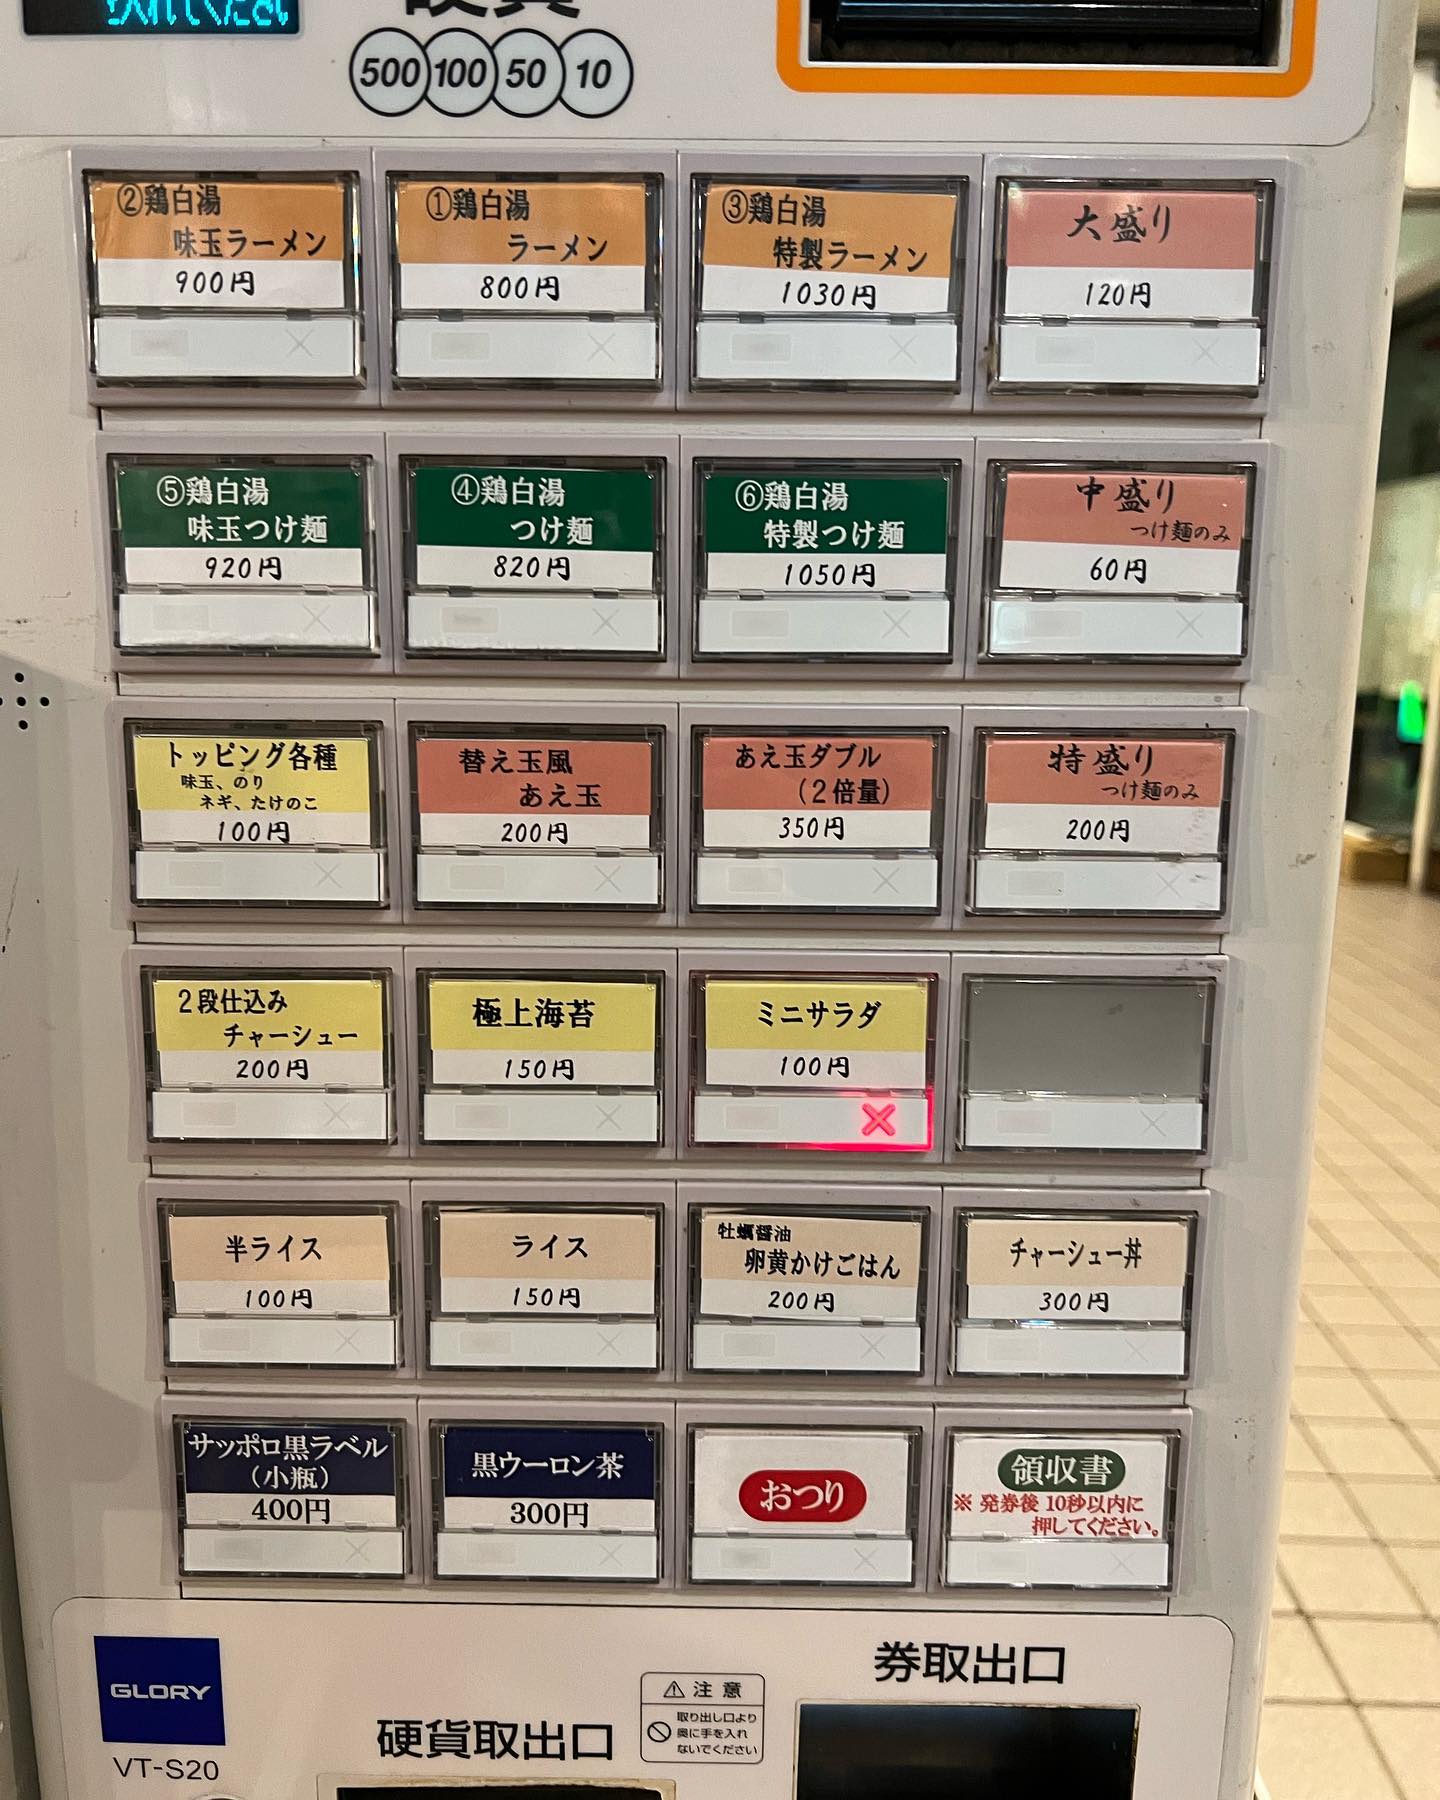 入れてください
500 100 50 10
②鶏白湯
味玉ラーメン
900円
①鶏白湯
ラーメン
800円
③鶏白湯
特製ラーメン
1030円
大盛り
120円
⑤鶏白湯
味玉つけ麺
920円
④鶏白湯
つけ麺
820円
⑥鶏白湯
特製つけ麺
1050円
中盛り
つけ麺のみ
60円
トッピング各種
味玉、のり
ネギ、たけのこ
100円
替え玉風
あえ玉
200円
あえ玉ダブル
(2倍量)
350円
特盛り
つけ麺のみ
200円
2段仕込み
チャーシュー
200円
極上海苔
150円
ミニサラダ
100円
半ライス
100円
ライス
150円
牡蠣醤油
卵黄かけごはん
200円
チャーシュー丼
300円
サッポロ黒ラベル
(小瓶)
400円
黒ウーロン茶
300円
おつり
領収書
※ 発券後 10秒以内に
押してください。
GLORY
VT-S20
硬貨取出口
注意
取り出し口より
奥に手を入れ
ないでください
券取出口